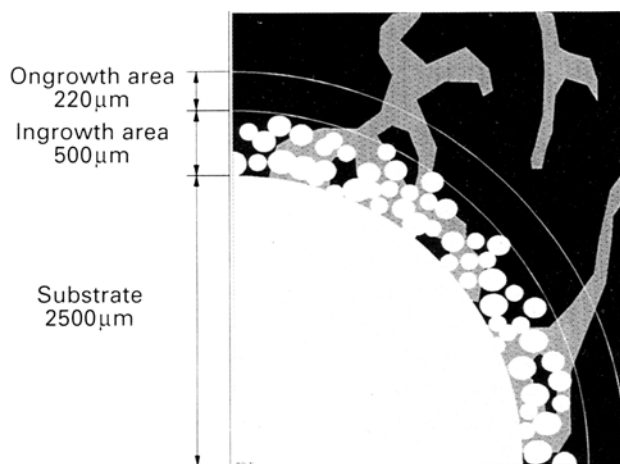 Ongrowth area
220μm
Ingrowth area
500μm
Substrate
2500μm